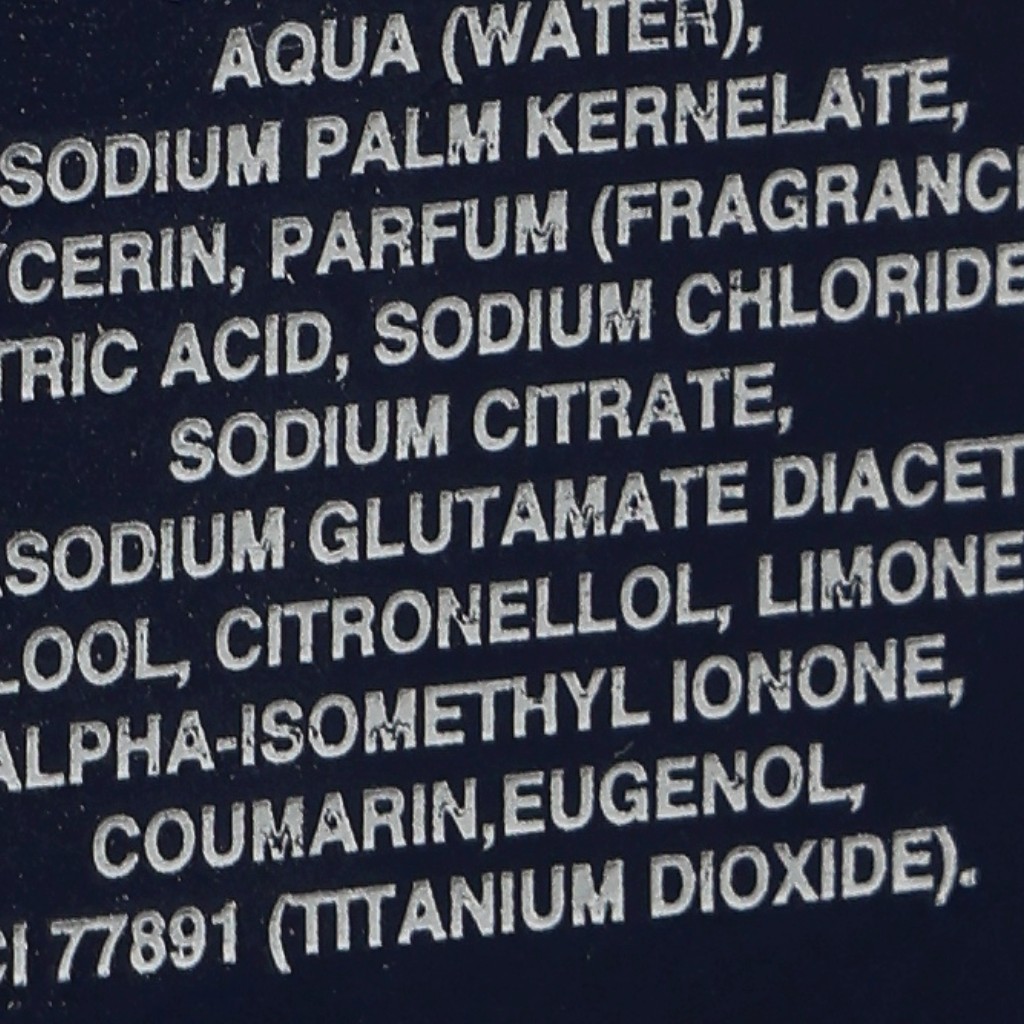 AQUA (WATER),
SODIUM PALM KERNELATE,
YCERIN, PARFUM (FRAGRANC
TRIC ACID, SODIUM CHLORIDE
SODIUM CITRATE,
SODIUM GLUTAMATE DIACET
LOOL, CITRONELLOL, LIMONE
ALPHA-ISOMETHYL IONONE,
COUMARIN,EUGENOL,
CI 77891 (TITANIUM DIOXIDE).